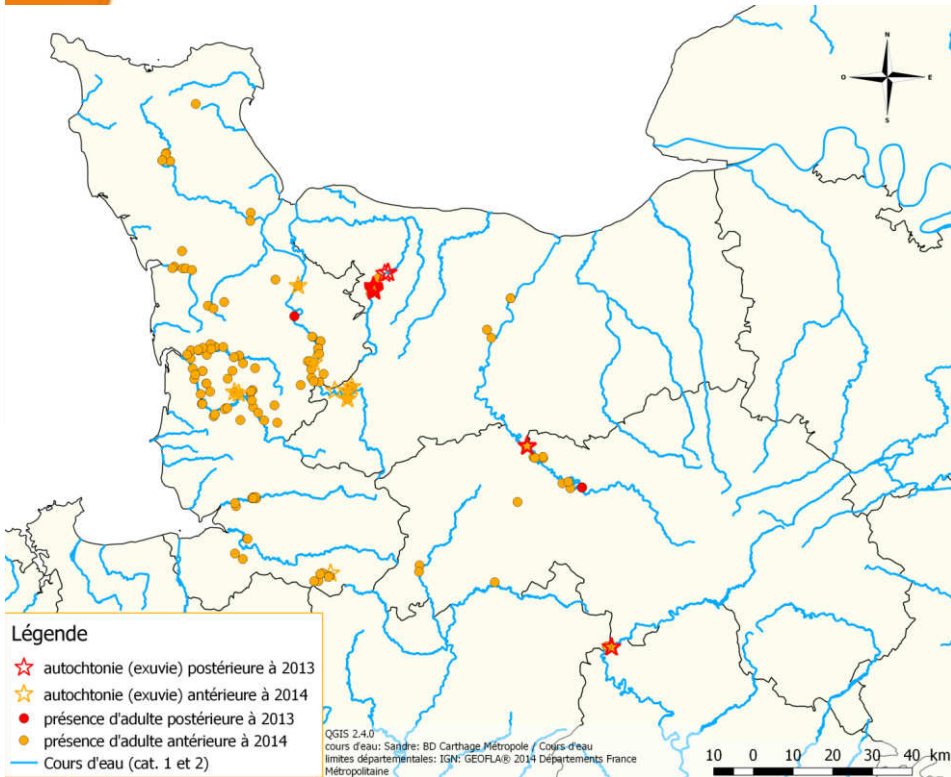 N
O
E
S
Légende
autochtonie (exuvie) postérieure à 2013
autochtonie (exuvie) antérieure à 2014
présence d'adulte postérieure à 2013
présence d'adulte antérieure à 2014
Cours d'eau (cat. 1 et 2)
QGIS 2.4.0
cours d'eau: Sandre: BD Carthage Métropole / Cours d'eau
limites départementales: IGN: GEOFLA® 2014 Départements France
Métropolitaine
10 0 10 20 30 40 km